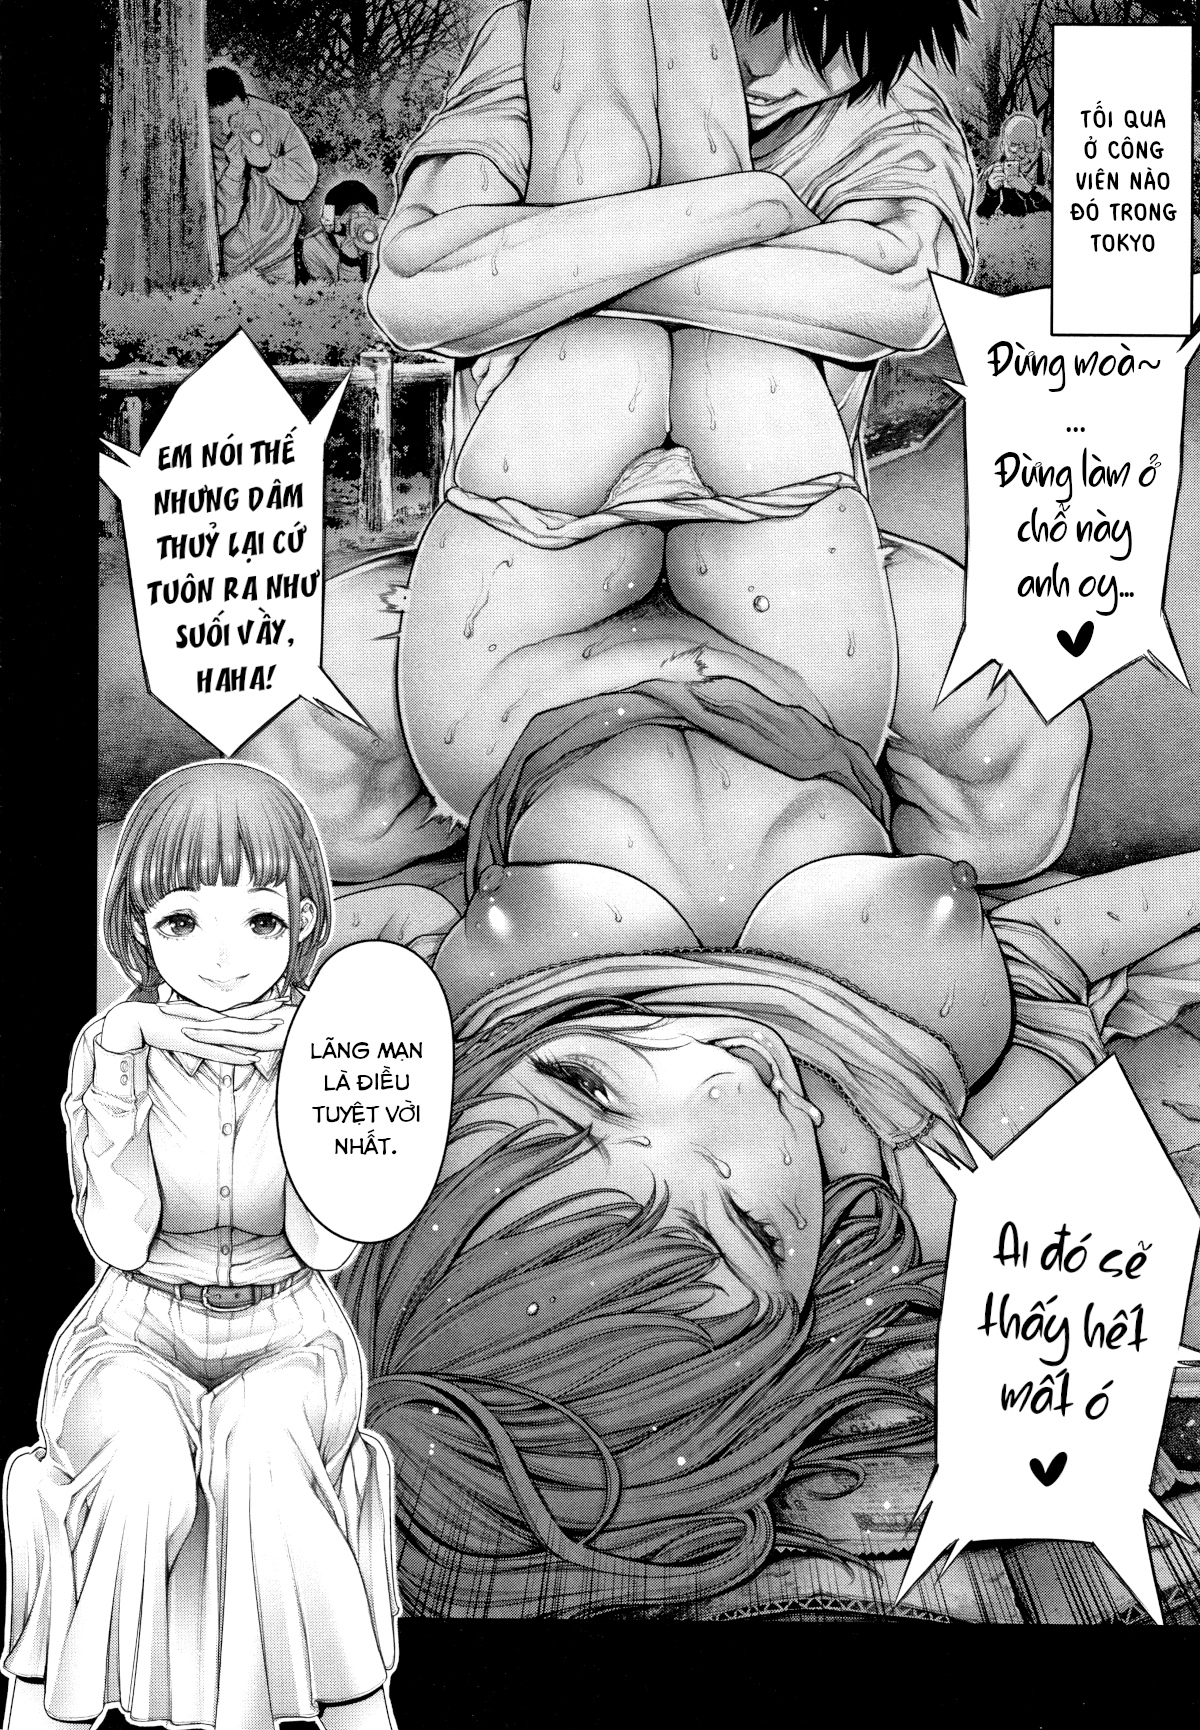 TỐI QUA
Ở CÔNG
VIÊN NÀO
ĐÓ TRONG
TOKYO
Đừng moà~
...
Đừng làm ở
chỗ này
anh oy...
EM NÓI THẾ
NHƯNG DÂM
THUỶ LẠI CỨ
TUÔN RA NHƯ
SUỐI VẦY,
HAHA!
LÃNG MẠN
LÀ ĐIỀU
TUYỆT VỜI
NHẤT.
Ai đó sẽ
thấy hết
mất ó